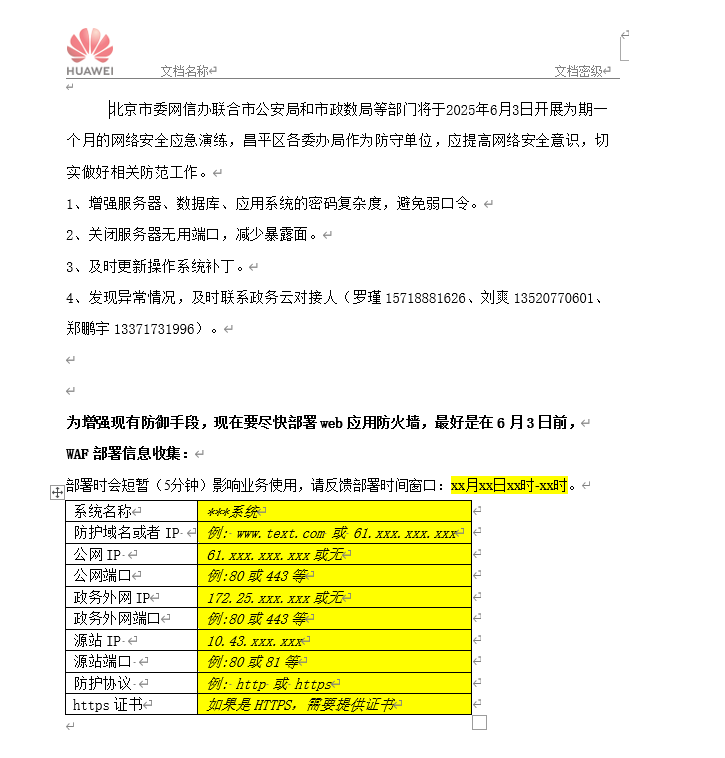 HUAWEI
文档名称 文档密级
北京市委网信办联合市公安局和市政数局等部门将于2025年6月3日开展为期一
个月的网络安全应急演练，昌平区各委办局作为防守单位，应提高网络安全意识，切
实做好相关防范工作。
1、增强服务器、数据库、应用系统的密码复杂度，避免弱口令。
2、关闭服务器无用端口，减少暴露面。
3、及时更新操作系统补丁。
4、发现异常情况，及时联系政务云对接人（罗瑾 15718881626、刘爽 13520770601、
郑鹏宇 13371731996）。
为增强现有防御手段，现在要尽快部署 web 应用防火墙，最好是在 6 月 3 日前，
WAF 部署信息收集：
部署时会短暂（5分钟）影响业务使用，请反馈部署时间窗口：xx月xx日xx时-xx时。
系统名称 ***系统
防护域名或者 IP 例: www.text.com 或 61.xxx.xxx.xxx
公网 IP 61.xxx.xxx.xxx 或无
公网端口 例:80 或 443 等
政务外网 IP 172.25.xxx.xxx 或无
政务外网端口 例:80 或 443 等
源站 IP 10.43.xxx.xxx
源站端口 例:80 或 81 等
防护协议 例: http 或 https
https 证书 如果是 HTTPS，需要提供证书